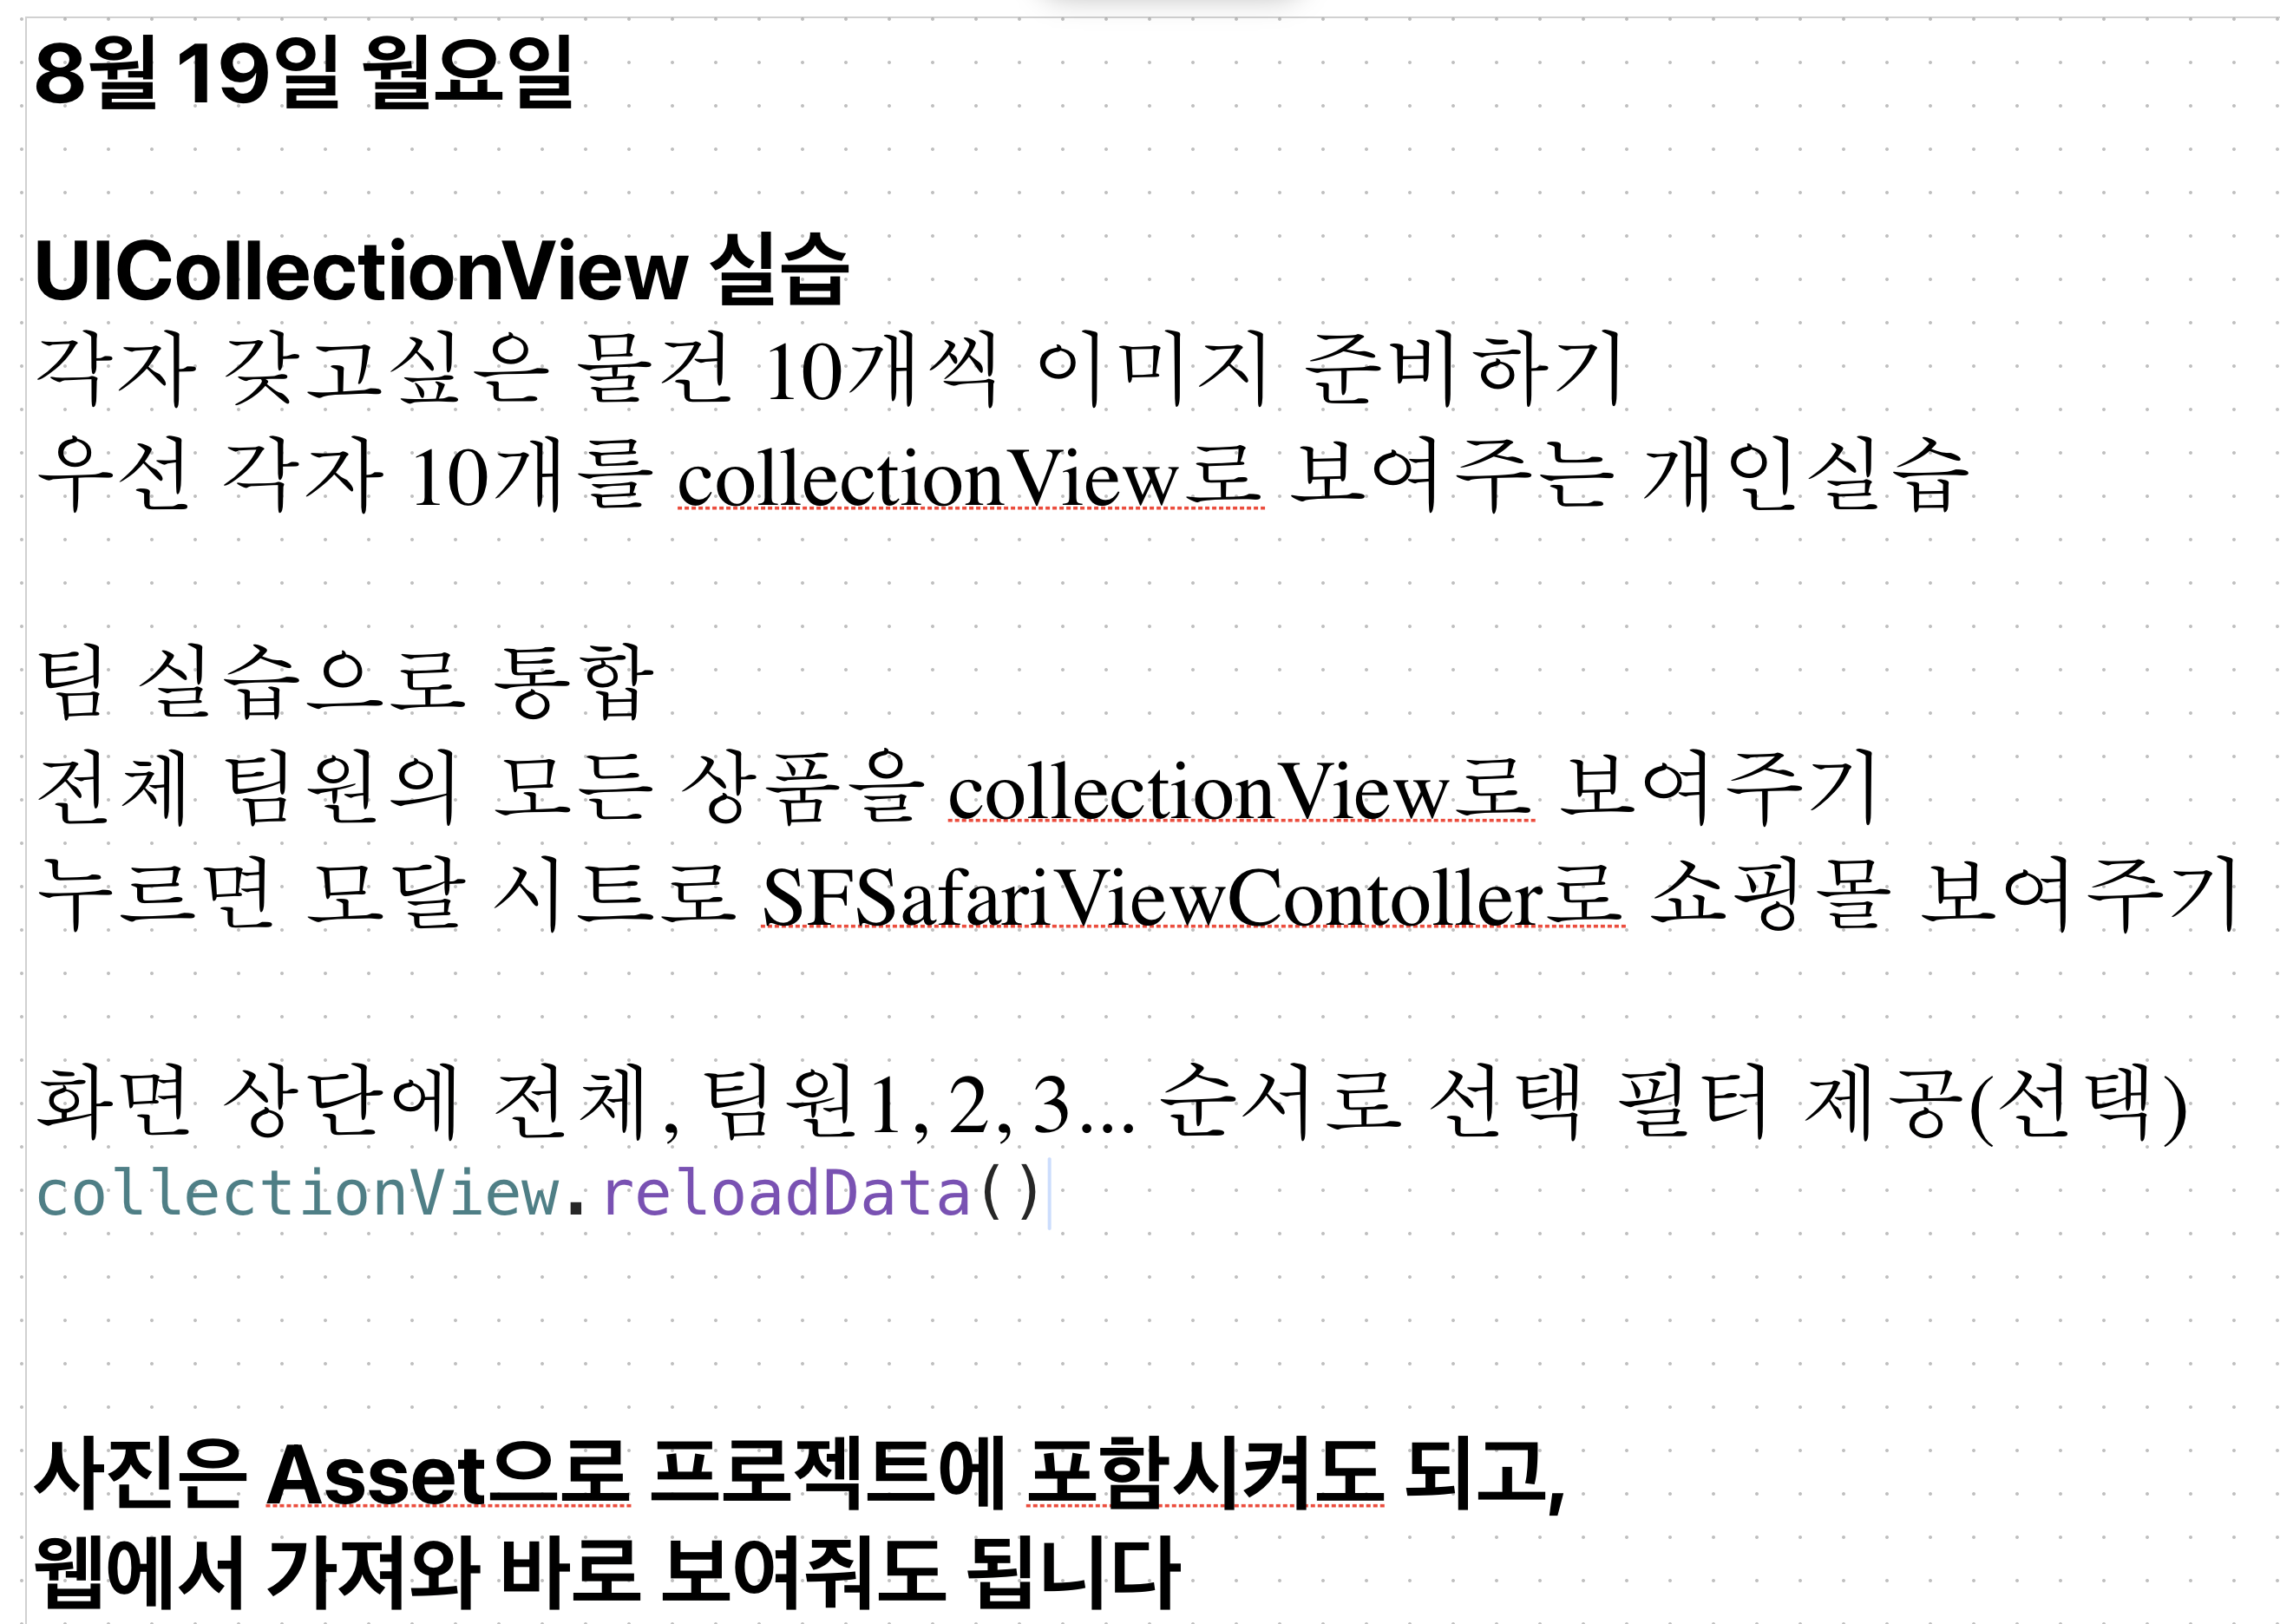 8월 19일 월요일
UICollectionView 실습
각자 갖고싶은 물건 10개씩 이미지 준비하기
우선 각자 10개를 collectionView로 보여주는 개인실습
팀 실습으로 통합
전체 팀원의 모든 상품을 collectionView로 보여주기
누르면 모달 시트로 SFSafariViewContoller로 쇼핑몰 보여주기
화면 상단에 전체, 팀원1, 2, 3... 순서로 선택 필터 제공(선택)
collectionView.reloadData()
사진은 Asset으로 프로젝트에 포함시켜도 되고,
웹에서 가져와 바로 보여줘도 됩니다